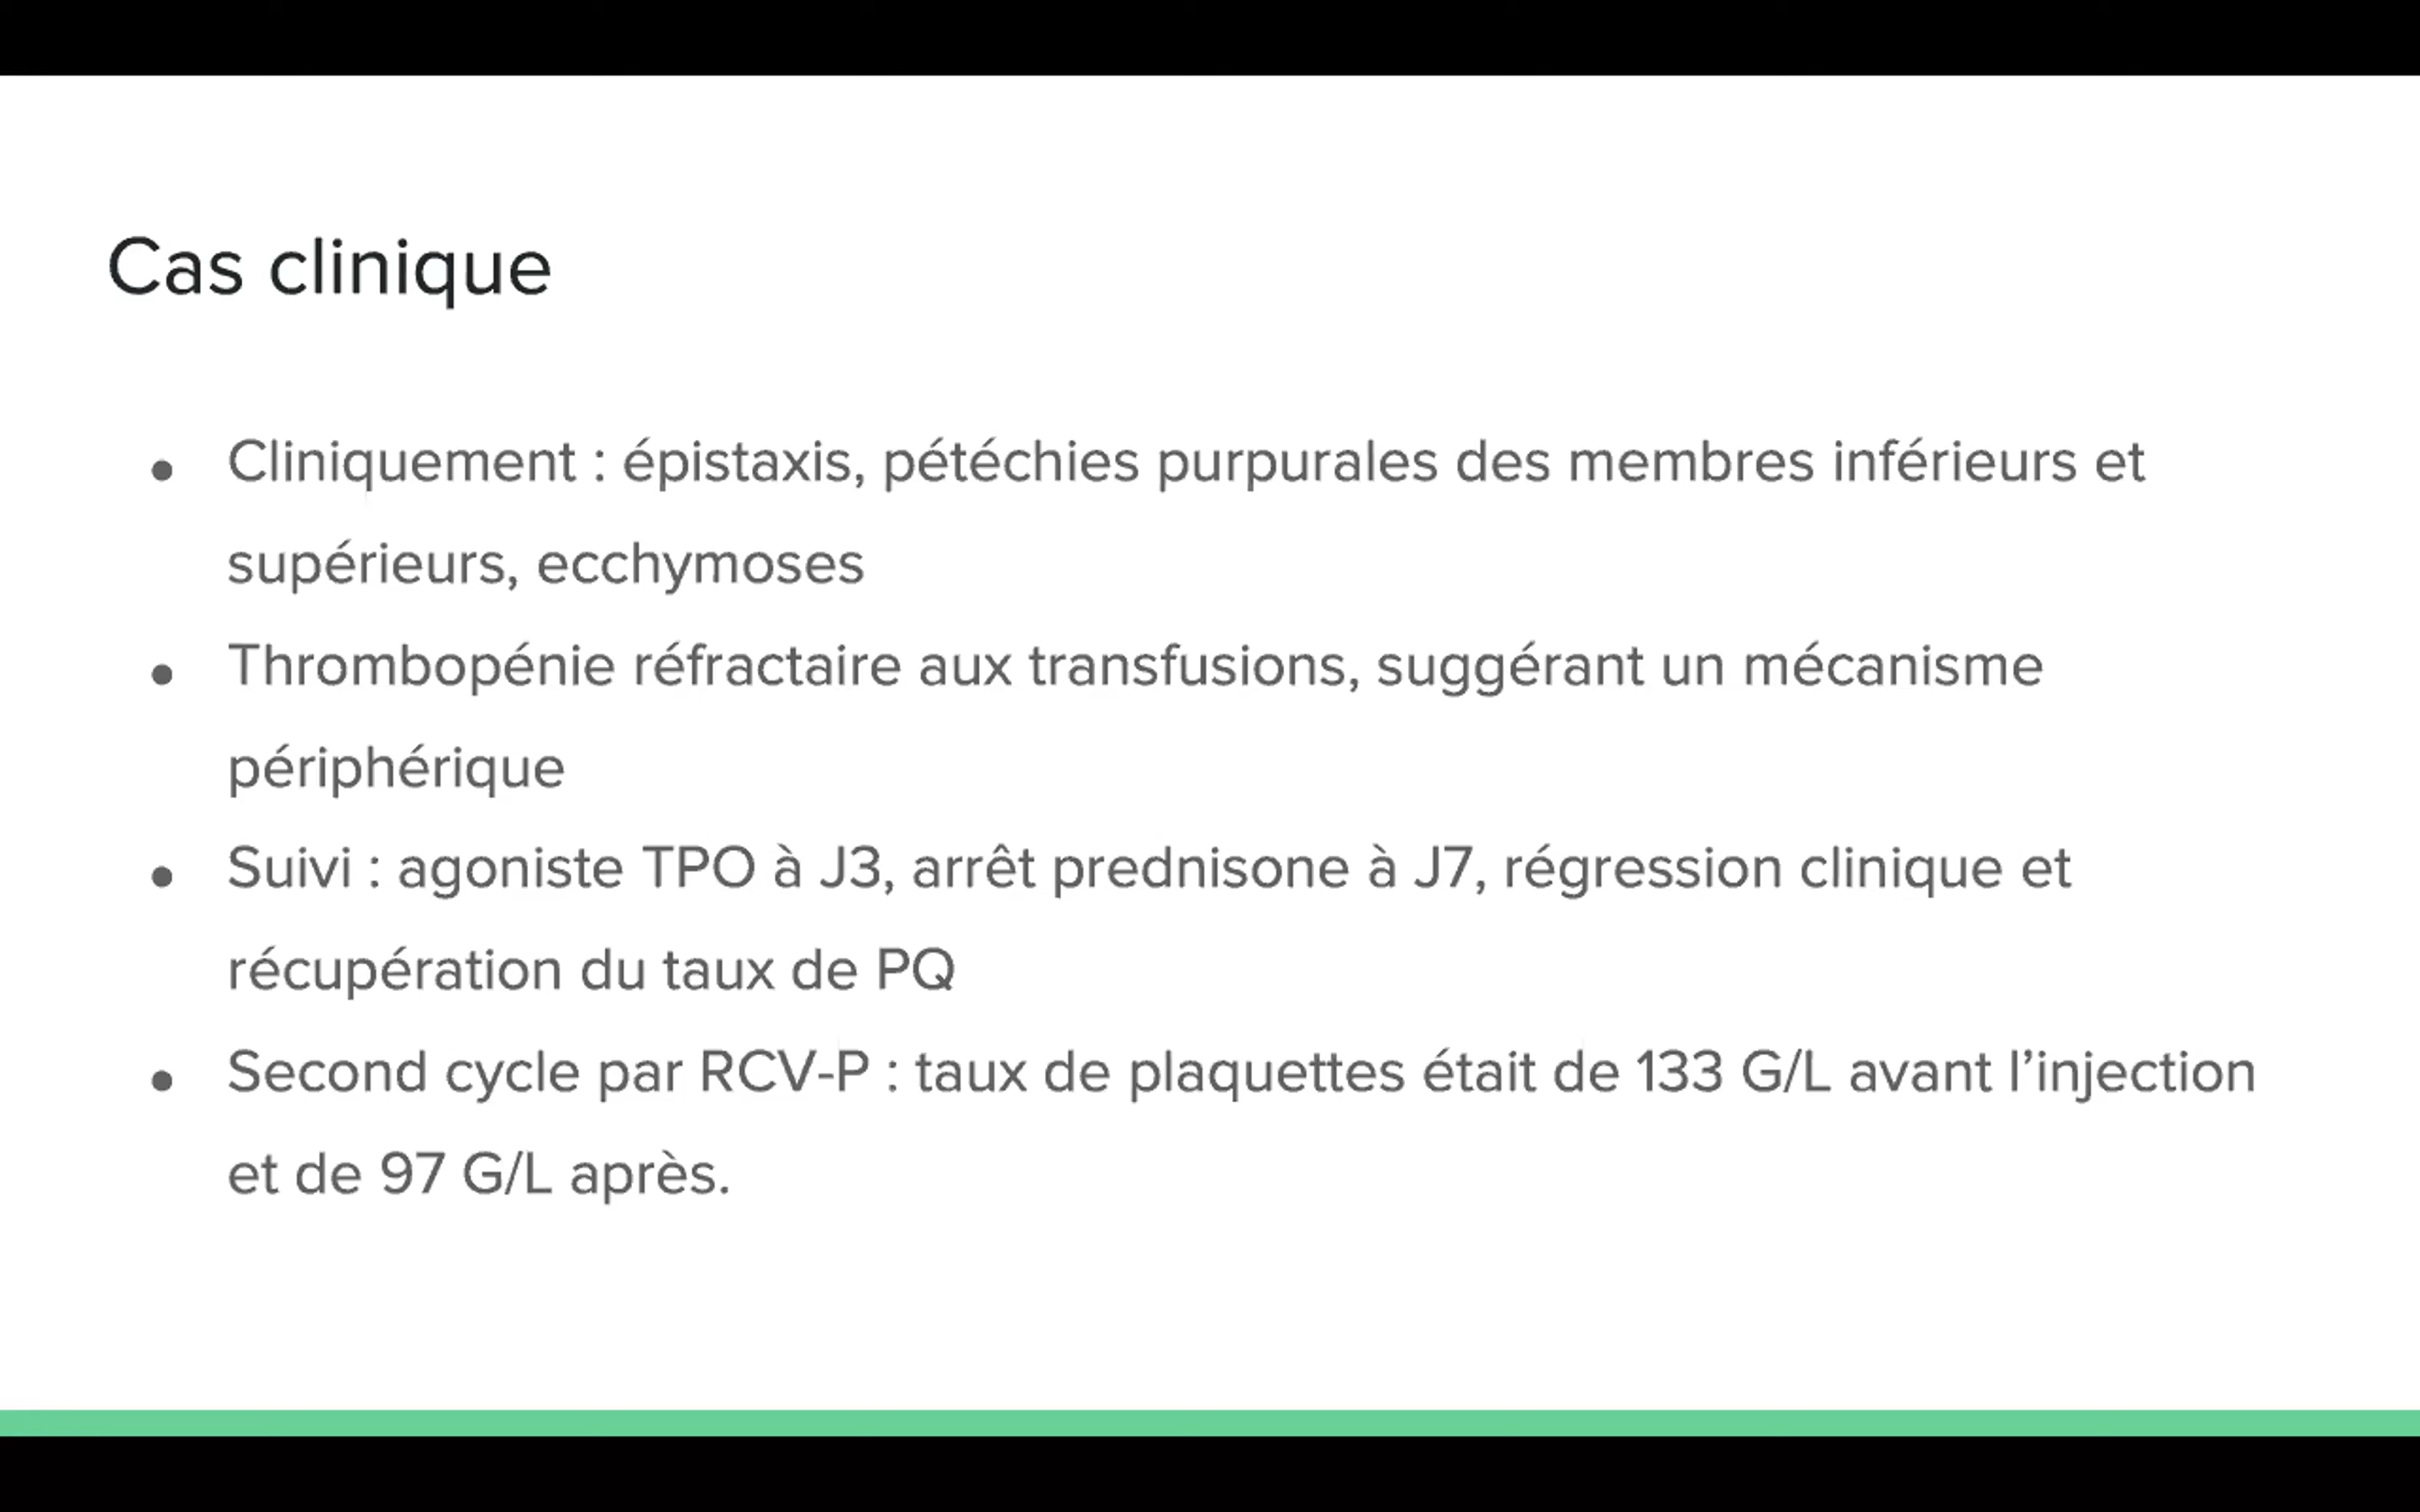 Cas clinique
● Cliniquement : épistaxis, pétéchies purpurales des membres inférieurs et
supérieurs, ecchymoses
● Thrombopénie réfractaire aux transfusions, suggérant un mécanisme
périphérique
● Suivi : agoniste TPO à J3, arrêt prednisone à J7, régression clinique et
récupération du taux de PQ
● Second cycle par RCV-P : taux de plaquettes était de 133 G/L avant l’injection
et de 97 G/L après.